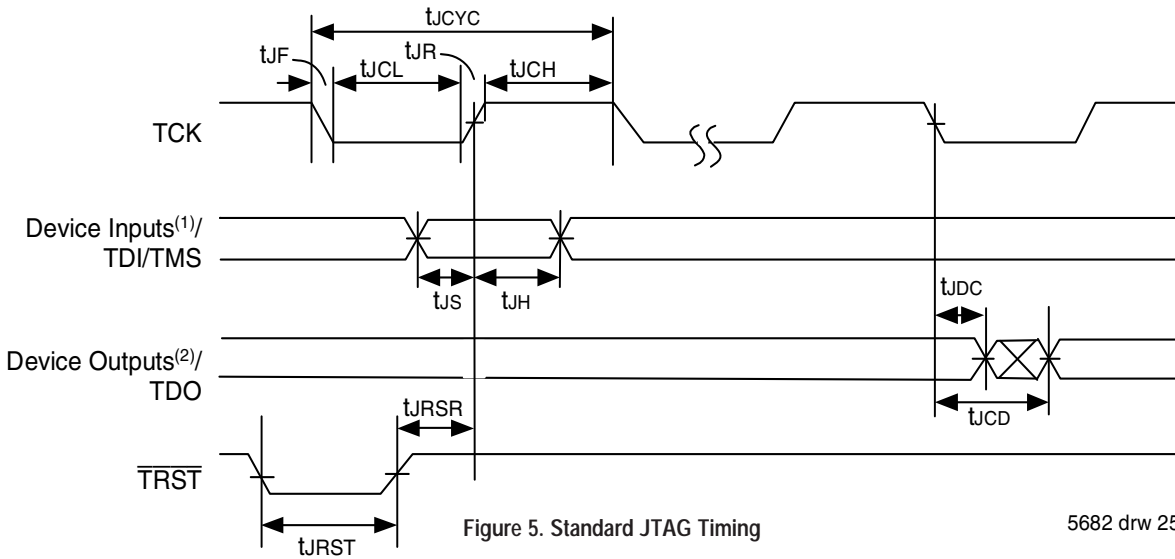 tJCYC
tJF
tJR
tJCL
tJCH
TCK
Device Inputs(1)/
TDI/TMS
tJS
tJH
tJDC
Device Outputs(2)/
TDO
tJRSR
tJCD
TRST
tJRST
Figure 5. Standard JTAG Timing
5682 drw 25